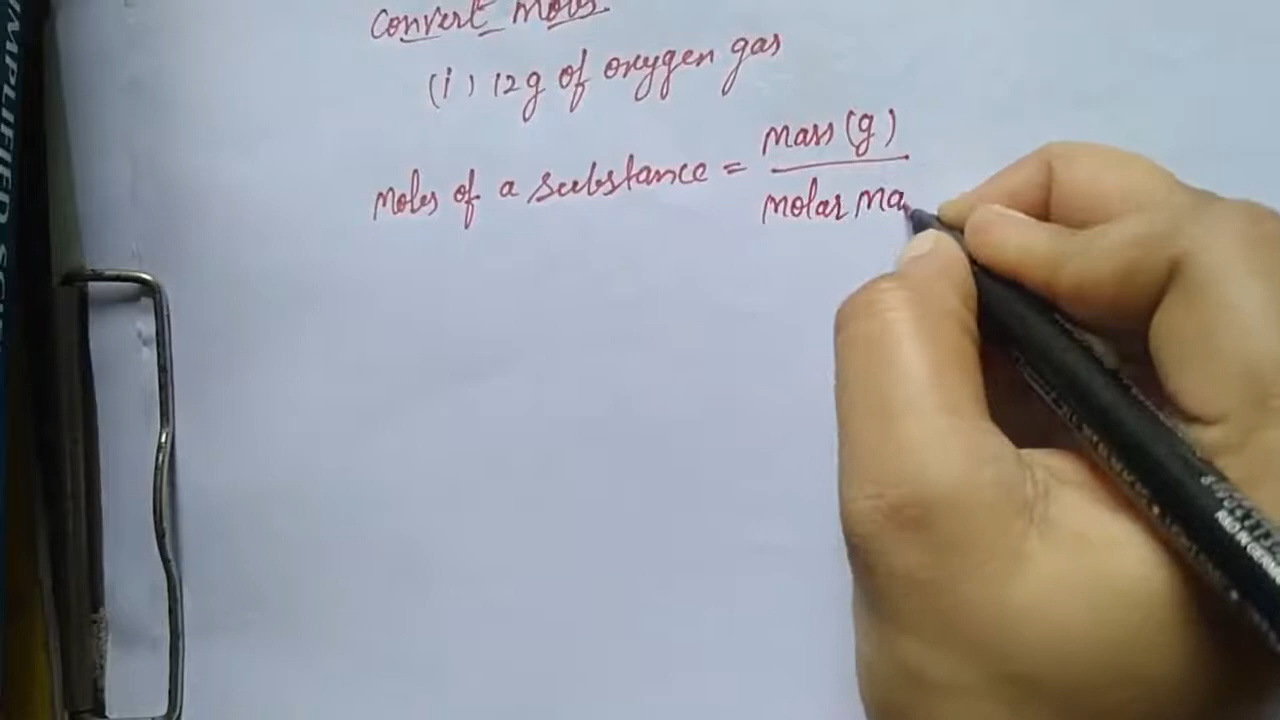 Convert Moles
(i) 12g of oxygen gas
Moles of a substance = Mass (g)
molar Ma